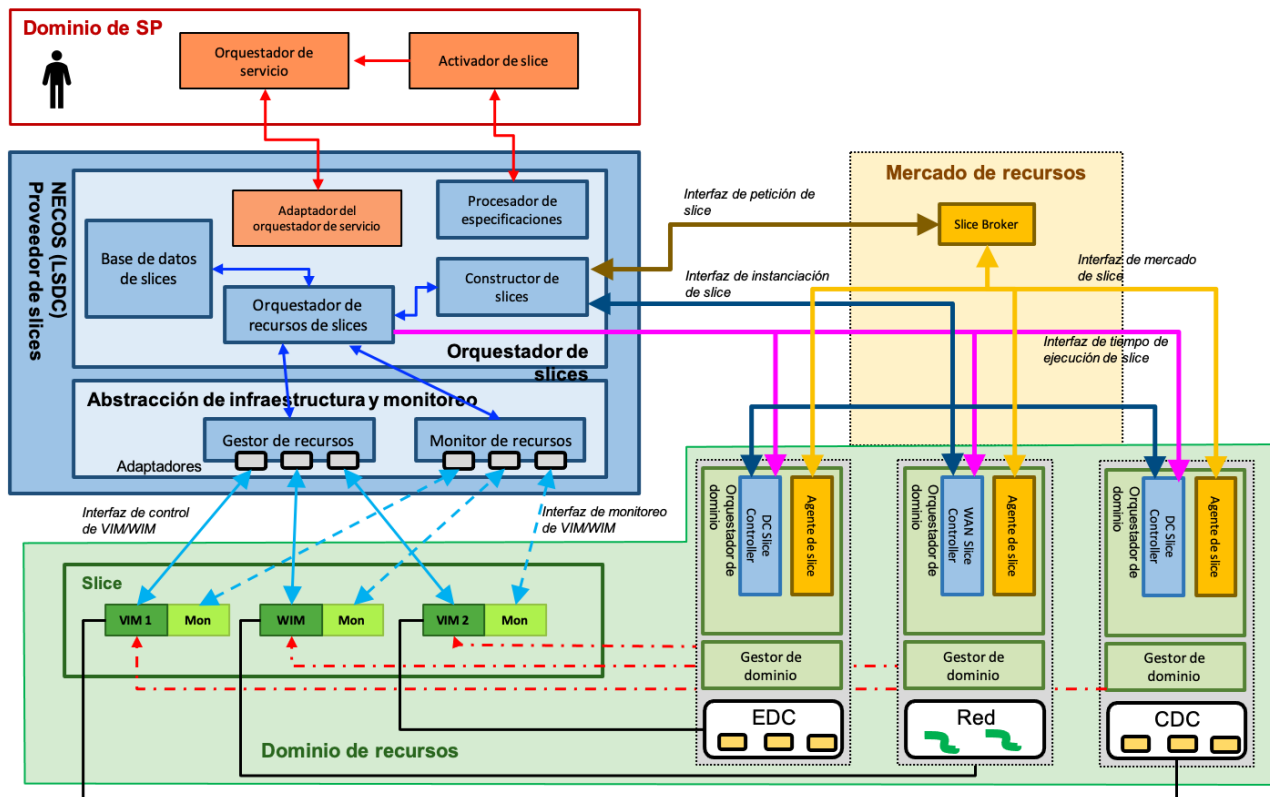 Dominio de SP
Orquestador de
servicio
Activador de slice
NECOS (LSDC)
Proveedor de slices
Adaptador del
orquestador de servicio
Procesador de
especificaciones
Base de datos
de slices
Constructor de
slices
Orquestador de
recursos de slices
Orquestador de
slices
Abstracción de infraestructura y monitoreo
Gestor de recursos
Monitor de recursos
Adaptadores
Interfaz de petición de
slice
Interfaz de instanciación
de slice
Mercado de recursos
Slice Broker
Interfaz de mercado
de slice
Interfaz de tiempo de
ejecución de slice
Interfaz de control
de VIM/WIM
Interfaz de monitoreo
de VIM/WIM
Slice
VIM 1
Mon
WIM
Mon
VIM 2
Mon
Dominio de recursos
Orquestador de
dominio
DC Slice
Controller
Agente de slice
Gestor de
dominio
EDC
Orquestador de
dominio
WAN Slice
Controller
Agente de slice
Gestor de
dominio
Red
Orquestador de
dominio
DC Slice
Controller
Agente de slice
Gestor de
dominio
CDC